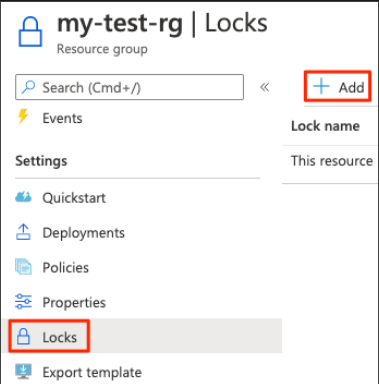 my-test-rg | Locks
Resource group
Search (Cmd+/)
«
+ Add
Events
Lock name
Settings
This resource
Quickstart
Deployments
Policies
Properties
Locks
Export template